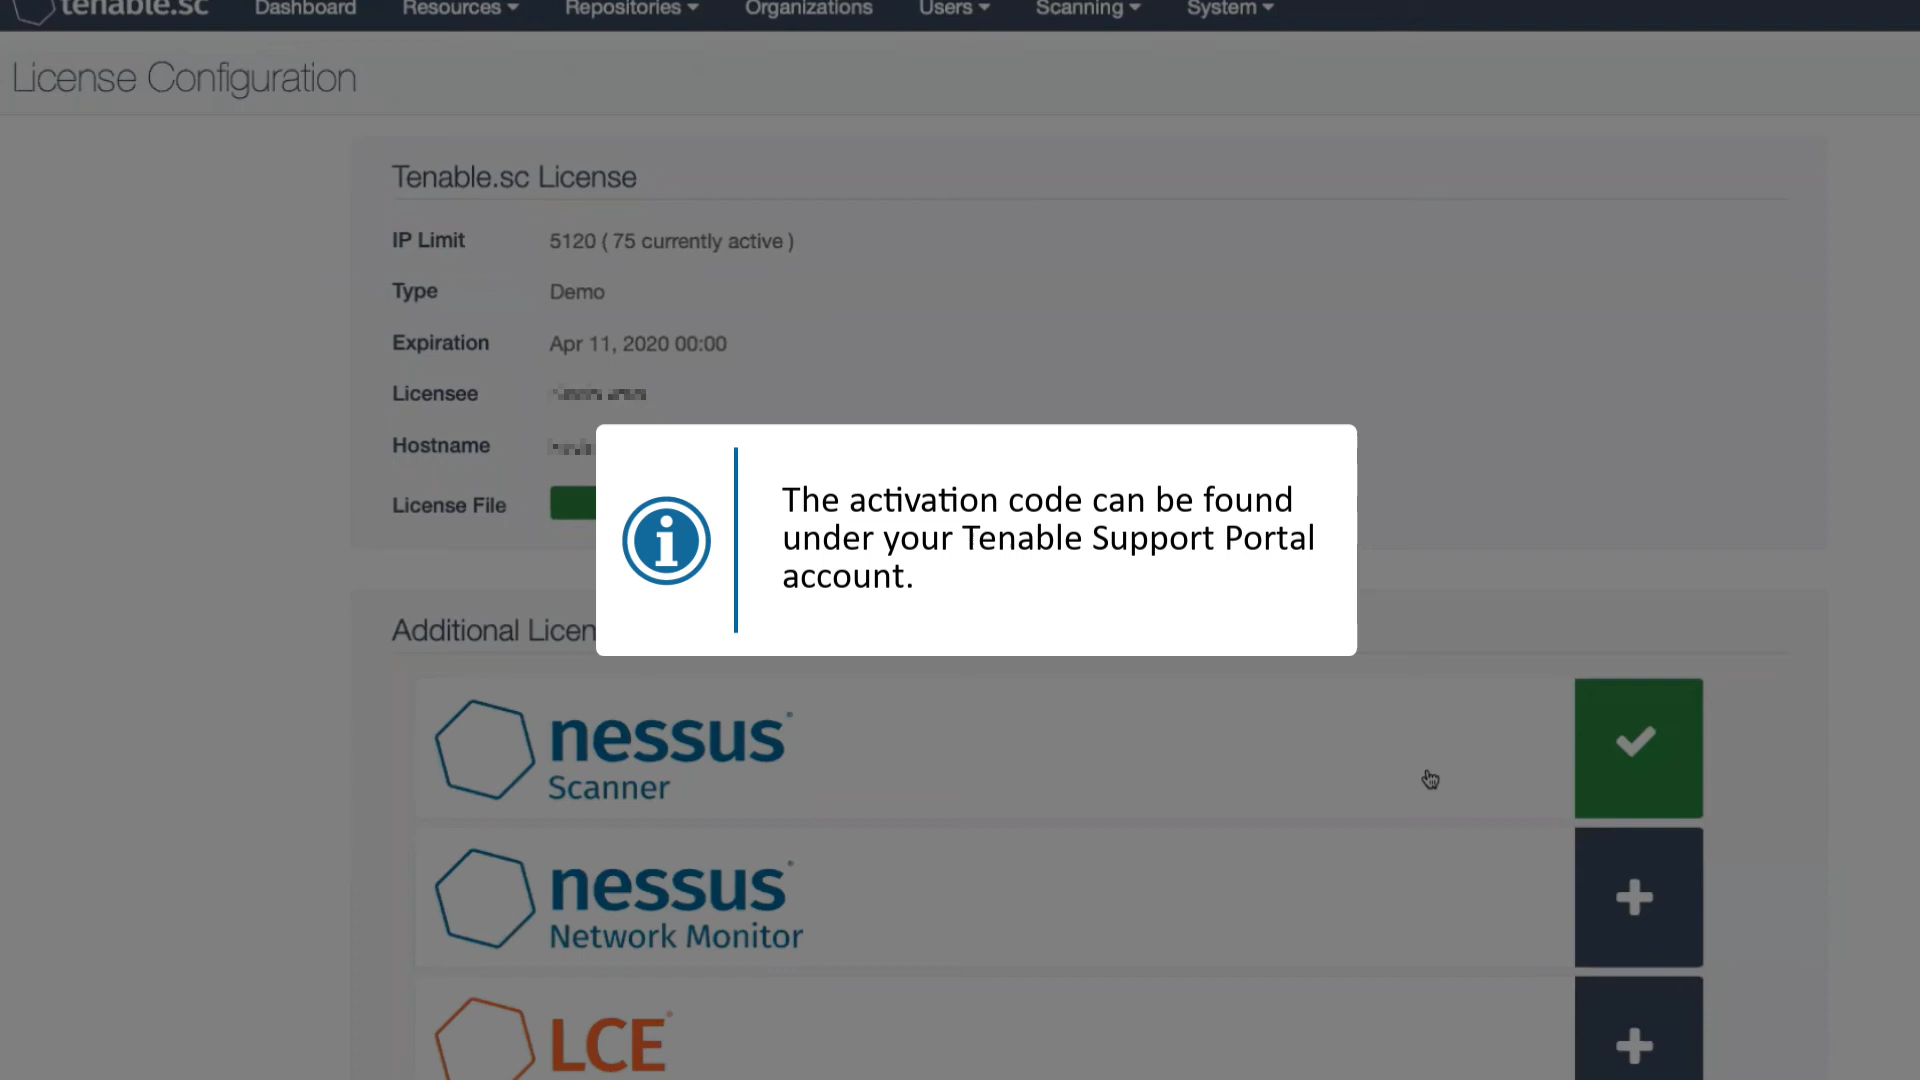 tenable.sc Dashboard Resources Repositories Organizations Users Scanning System
License Configuration
Tenable.sc License
IP Limit 5120 ( 75 currently active )
Type Demo
Expiration Apr 11, 2020 00:00
Licensee
Hostname
License File
The activation code can be found
under your Tenable Support Portal
account.
Additional Licen
nessus
Scanner
nessus
Network Monitor
LCE